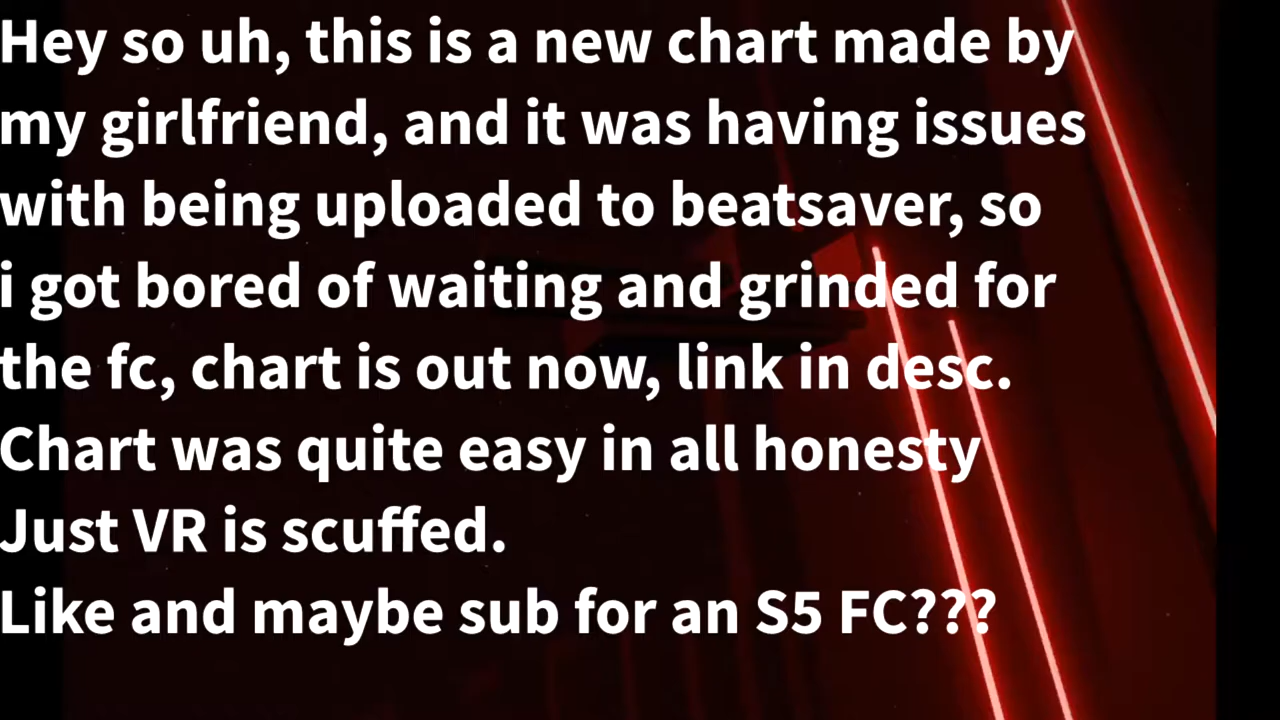 Hey so uh, this is a new chart made by
my girlfriend, and it was having issues
with being uploaded to beatsaver, so
i got bored of waiting and grinded for
the fc, chart is out now, link in desc.
Chart was quite easy in all honesty
Just VR is scuffed.
Like and maybe sub for an S5 FC???